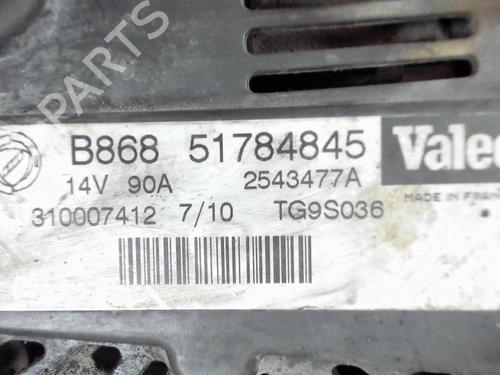 B-PARTS
B868 51784845 Valeo
14V 90A 2543477A MADE IN FRANCE
310007412 7/10 TG9S036